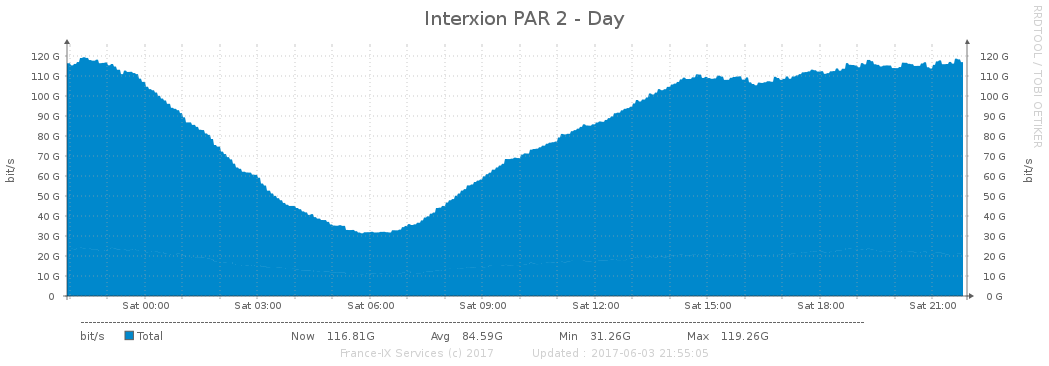 Interxion PAR 2 - Day
RRDTOOL / TOBI OETIKER
bit/s
bit/s
120 G 120 G
110 G 110 G
100 G 100 G
90 G 90 G
80 G 80 G
70 G 70 G
60 G 60 G
50 G 50 G
40 G 40 G
30 G 30 G
20 G 20 G
10 G 10 G
0 0 G
Sat 00:00 Sat 03:00 Sat 06:00 Sat 09:00 Sat 12:00 Sat 15:00 Sat 18:00 Sat 21:00
bit/s Total Now 116.81G Avg 84.59G Min 31.26G Max 119.26G
France-IX Services (c) 2017 Updated : 2017-06-03 21:55:05